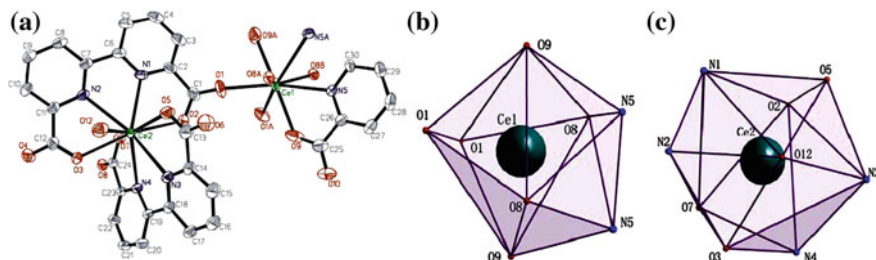 (a)
C5
C4
C8
C6
C3
C9
C7
N1
C2
C10
N2
C1
O1
C11
O5
O2
O6
O12
Ce2
C13
C12
O4
O3
O8
C24
C14
N3
C15
C23
N4
C18
C16
C22
C19
C17
C21
C20
O9A
N5A
O8A
O8B
C30
Ce1
C29
N5
O1A
C28
C26
C27
O9
C25
O10
(b)
O9
O1
Ce1
N5
O1
O8
O8
N5
O9
(c)
N1
O5
O2
N2
Ce2
O12
O7
O3
N4